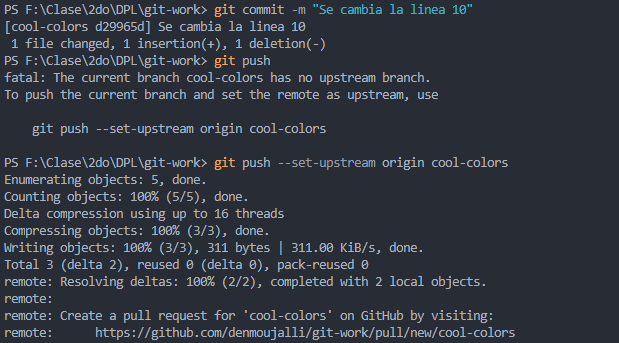 PS F:\Clase\2do\DPL\git-work> git commit -m "Se cambia la linea 10"
[cool-colors d29965d] Se cambia la linea 10
 1 file changed, 1 insertion(+), 1 deletion(-)
PS F:\Clase\2do\DPL\git-work> git push
fatal: The current branch cool-colors has no upstream branch.
To push the current branch and set the remote as upstream, use

    git push --set-upstream origin cool-colors

PS F:\Clase\2do\DPL\git-work> git push --set-upstream origin cool-colors
Enumerating objects: 5, done.
Counting objects: 100% (5/5), done.
Delta compression using up to 16 threads
Compressing objects: 100% (3/3), done.
Writing objects: 100% (3/3), 311 bytes | 311.00 KiB/s, done.
Total 3 (delta 2), reused 0 (delta 0), pack-reused 0
remote: Resolving deltas: 100% (2/2), completed with 2 local objects.
remote:
remote: Create a pull request for 'cool-colors' on GitHub by visiting:
remote:      https://github.com/denmoujalli/git-work/pull/new/cool-colors